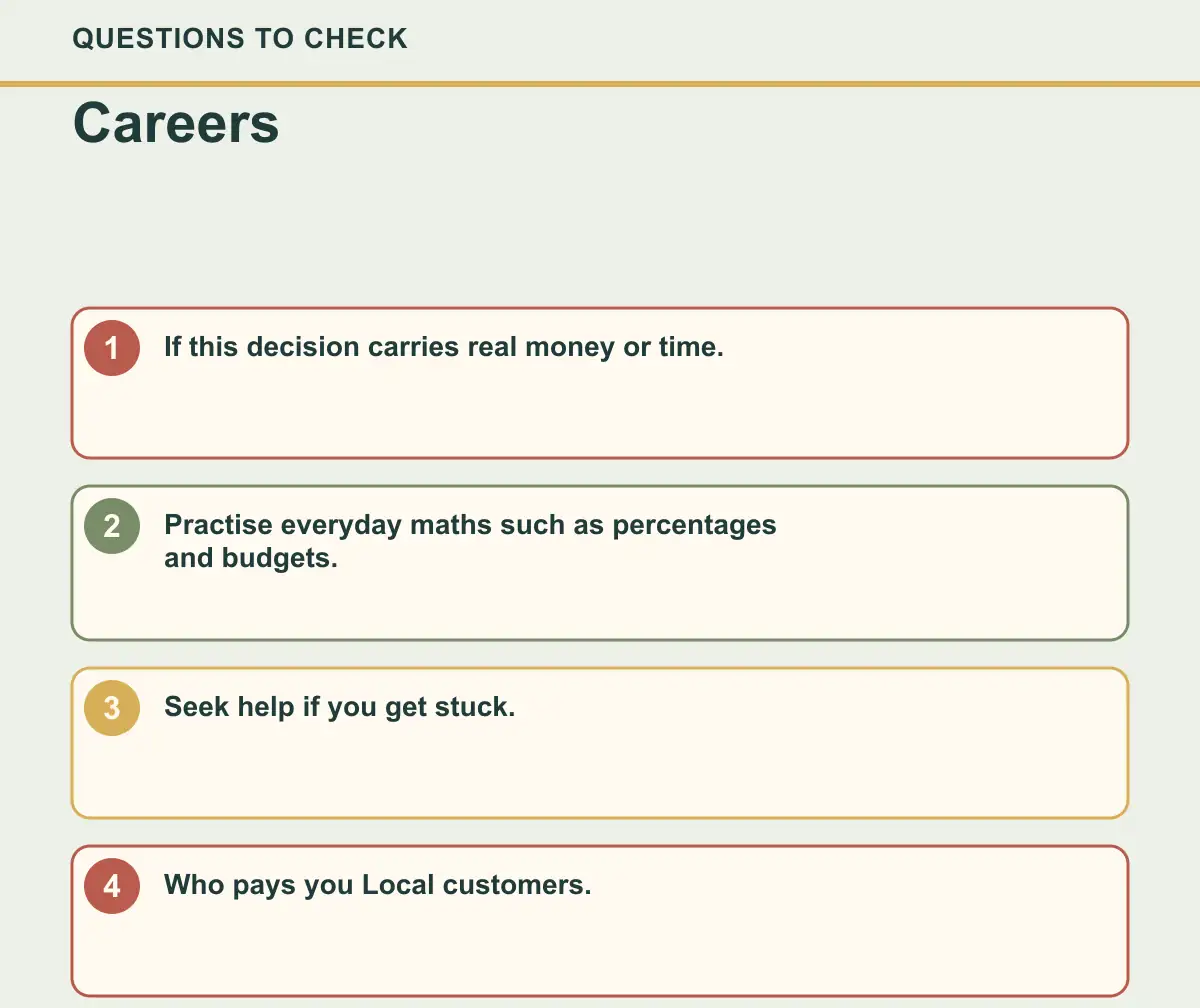 QUESTIONS TO CHECK
Careers
1
If this decision carries real money or time.
2
Practise everyday maths such as percentages
and budgets.
3
Seek help if you get stuck.
4
Who pays you Local customers.